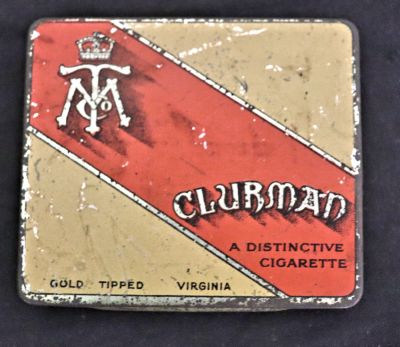 CLUBMAN
A DISTINCTIVE
CIGARETTE
GOLD TIPPED VIRGINIA